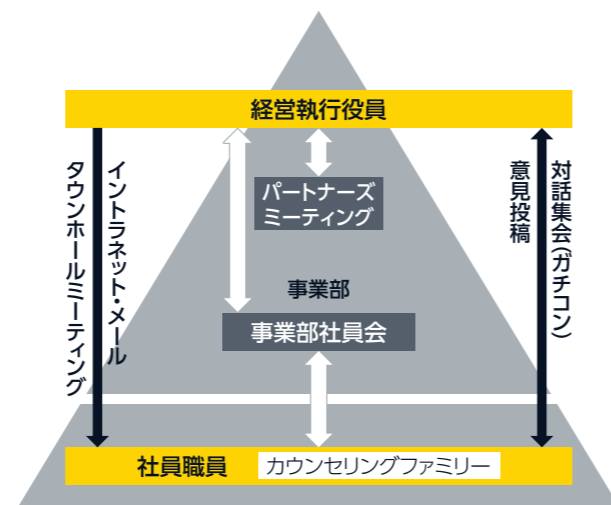 経営執行役員
パートナーズ
ミーティング
イントラネット・メール
タウンホールミーティング
対話集会(ガチコン)
意見投稿
事業部
事業部社員会
社員職員
カウンセリングファミリー